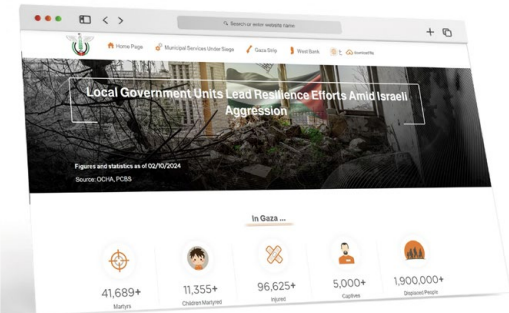 Search or enter website name
Home Page
Municipal Services Under Siege
Gaza Strip
West Bank
Local Government Units Lead Resilience Efforts Amid Israeli
Aggression
Figures and statistics as of 02/10/2024
Source: OCHA, PCBS
In Gaza ...
41,689+
Martyrs
11,355+
Children Martyred
96,625+
Injured
5,000+
Captives
1,900,000+
Displaced People